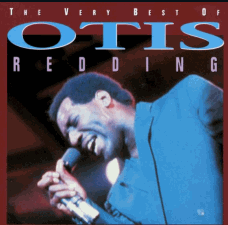 THE VERY BEST OF
OTIS
REDDING